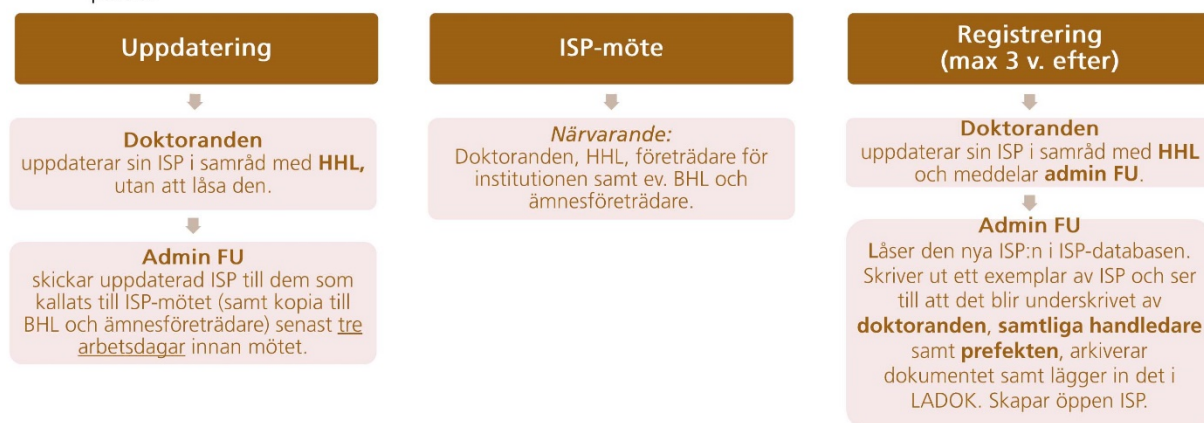 Uppdatering
Doktoranden
uppdaterar sin ISP i samråd med HHL,
utan att låsa den.
Admin FU
skickar uppdaterad ISP till dem som
kallats till ISP-mötet (samt kopia till
BHL och ämnesföreträdare) senast tre
arbetsdagar innan mötet.
ISP-möte
Närvarande:
Doktoranden, HHL, företrädare för
institutionen samt ev. BHL och
ämnesföreträdare.
Registrering
(max 3 v. efter)
Doktoranden
uppdaterar sin ISP i samråd med HHL
och meddelar admin FU.
Admin FU
Låser den nya ISP:n i ISP-databasen.
Skriver ut ett exemplar av ISP och ser
till att det blir underskrivet av
doktoranden, samtliga handledare
samt prefekten, arkiverar
dokumentet samt lägger in det i
LADOK. Skapar öppen ISP.